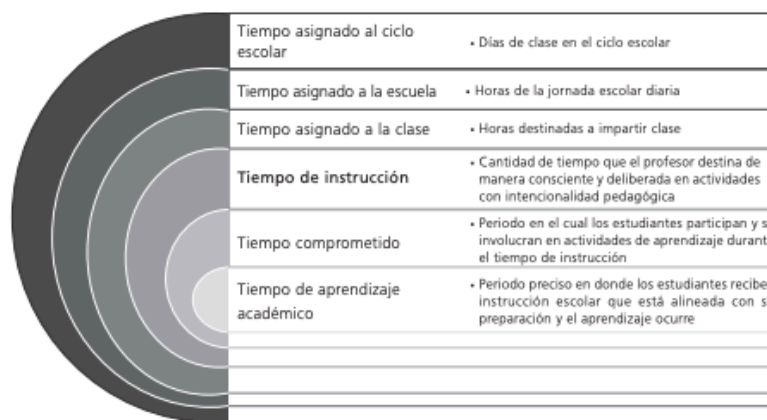 Tiempo asignado al ciclo
escolar
• Días de clase en el ciclo escolar
Tiempo asignado a la escuela
• Horas de la jornada escolar diaria
Tiempo asignado a la clase
• Horas destinadas a impartir clase
Tiempo de instrucción
• Cantidad de tiempo que el profesor destina de
manera consciente y deliberada en actividades
con intencionalidad pedagógica
Tiempo comprometido
• Periodo en el cual los estudiantes participan y s
involucran en actividades de aprendizaje durant
el tiempo de instrucción
Tiempo de aprendizaje
académico
• Periodo preciso en donde los estudiantes recibe
instrucción escolar que está alineada con s
preparación y el aprendizaje ocurre